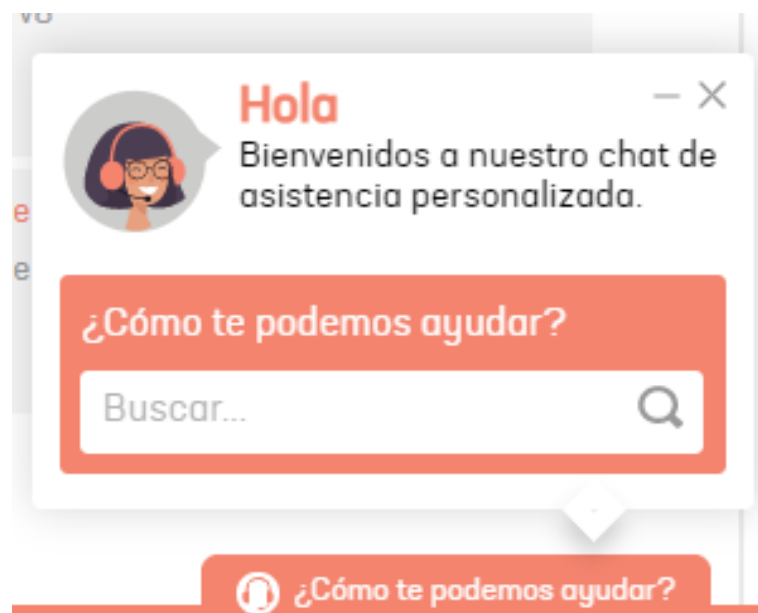 Hola
Bienvenidos a nuestro chat de
asistencia personalizada.
e
e
¿Cómo te podemos ayudar?
Buscar...
¿Cómo te podemos ayudar?